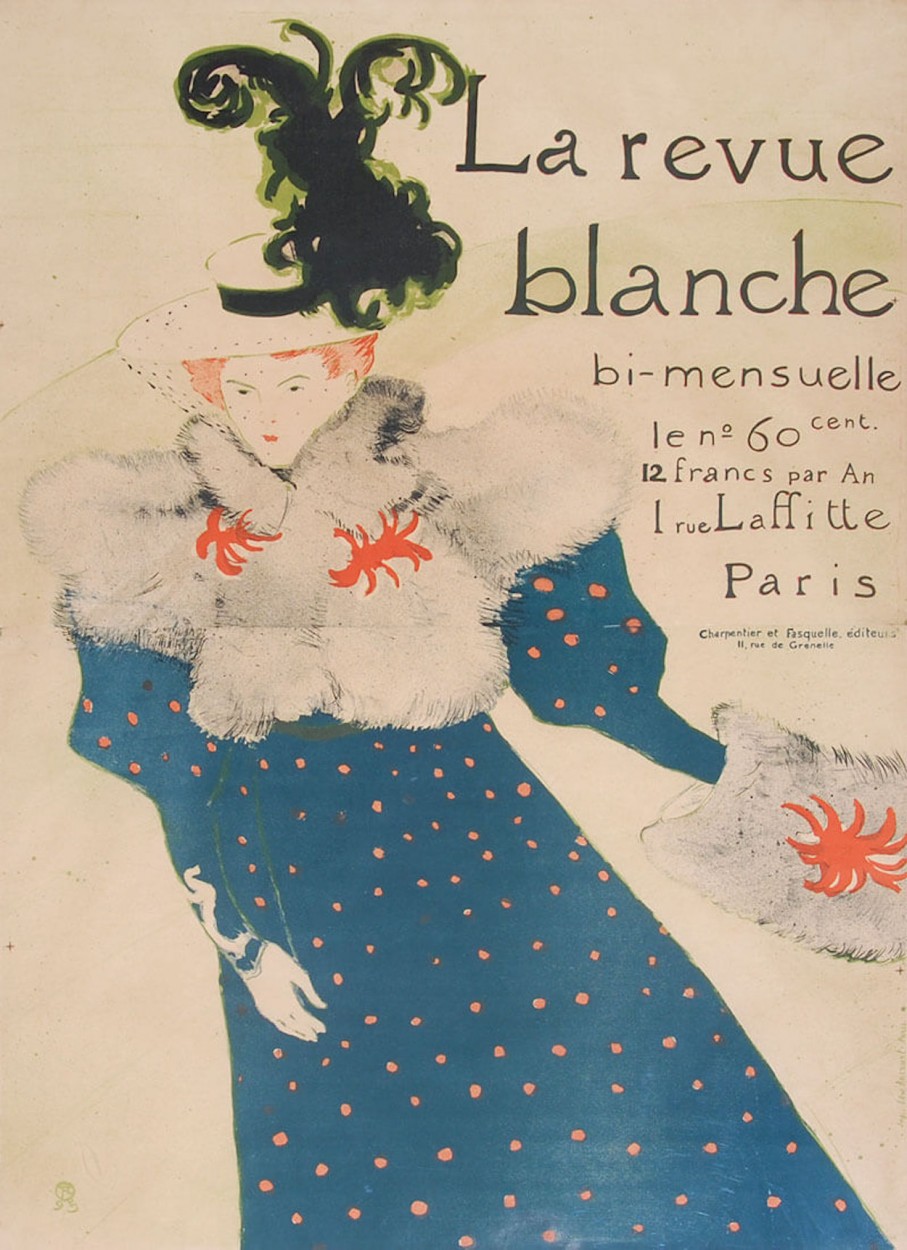 La revue
blanche
bi-mensuelle
le nº 60 cent.
12 francs par An
1 rue Laffitte
Paris
Charpentier et Fasquelle, éditeurs
11, rue de Grenelle